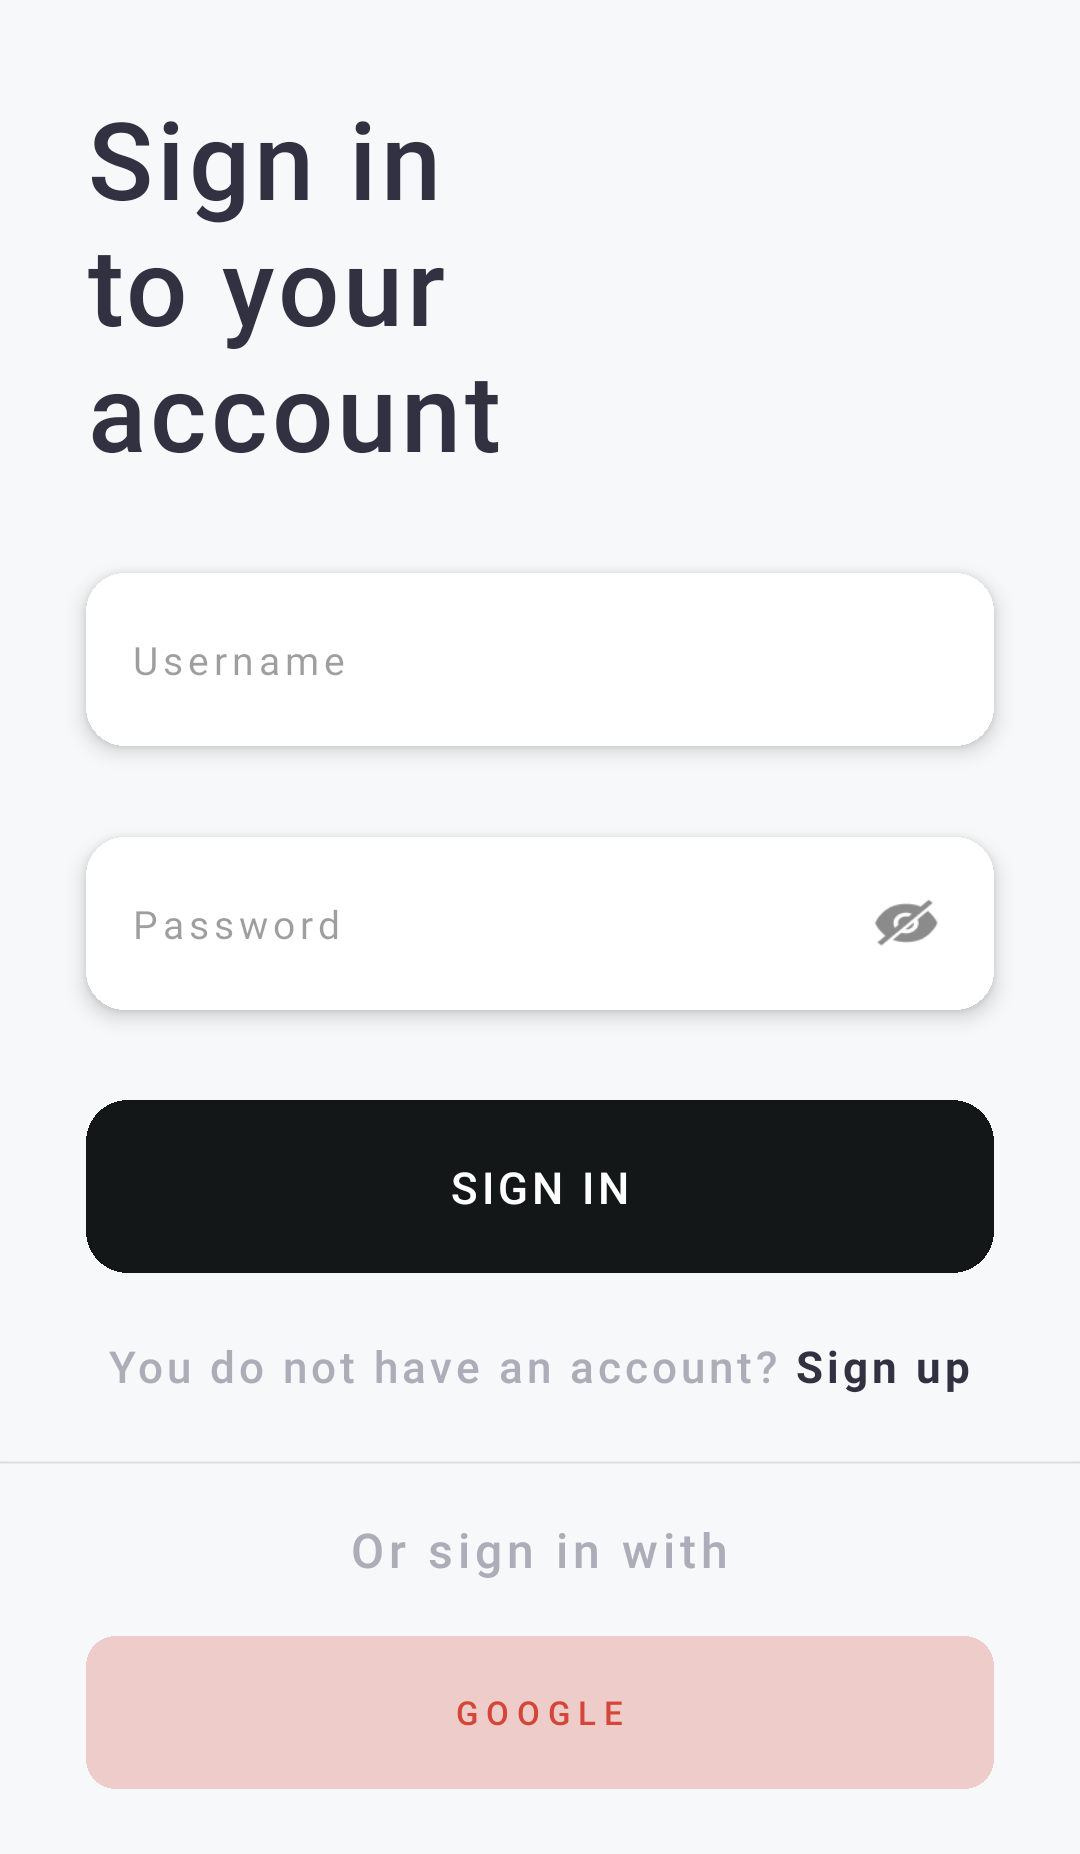 Sign in
to your
account
Username
Password
SIGN IN
You do not have an account? Sign up
Or sign in with
GOOGLE